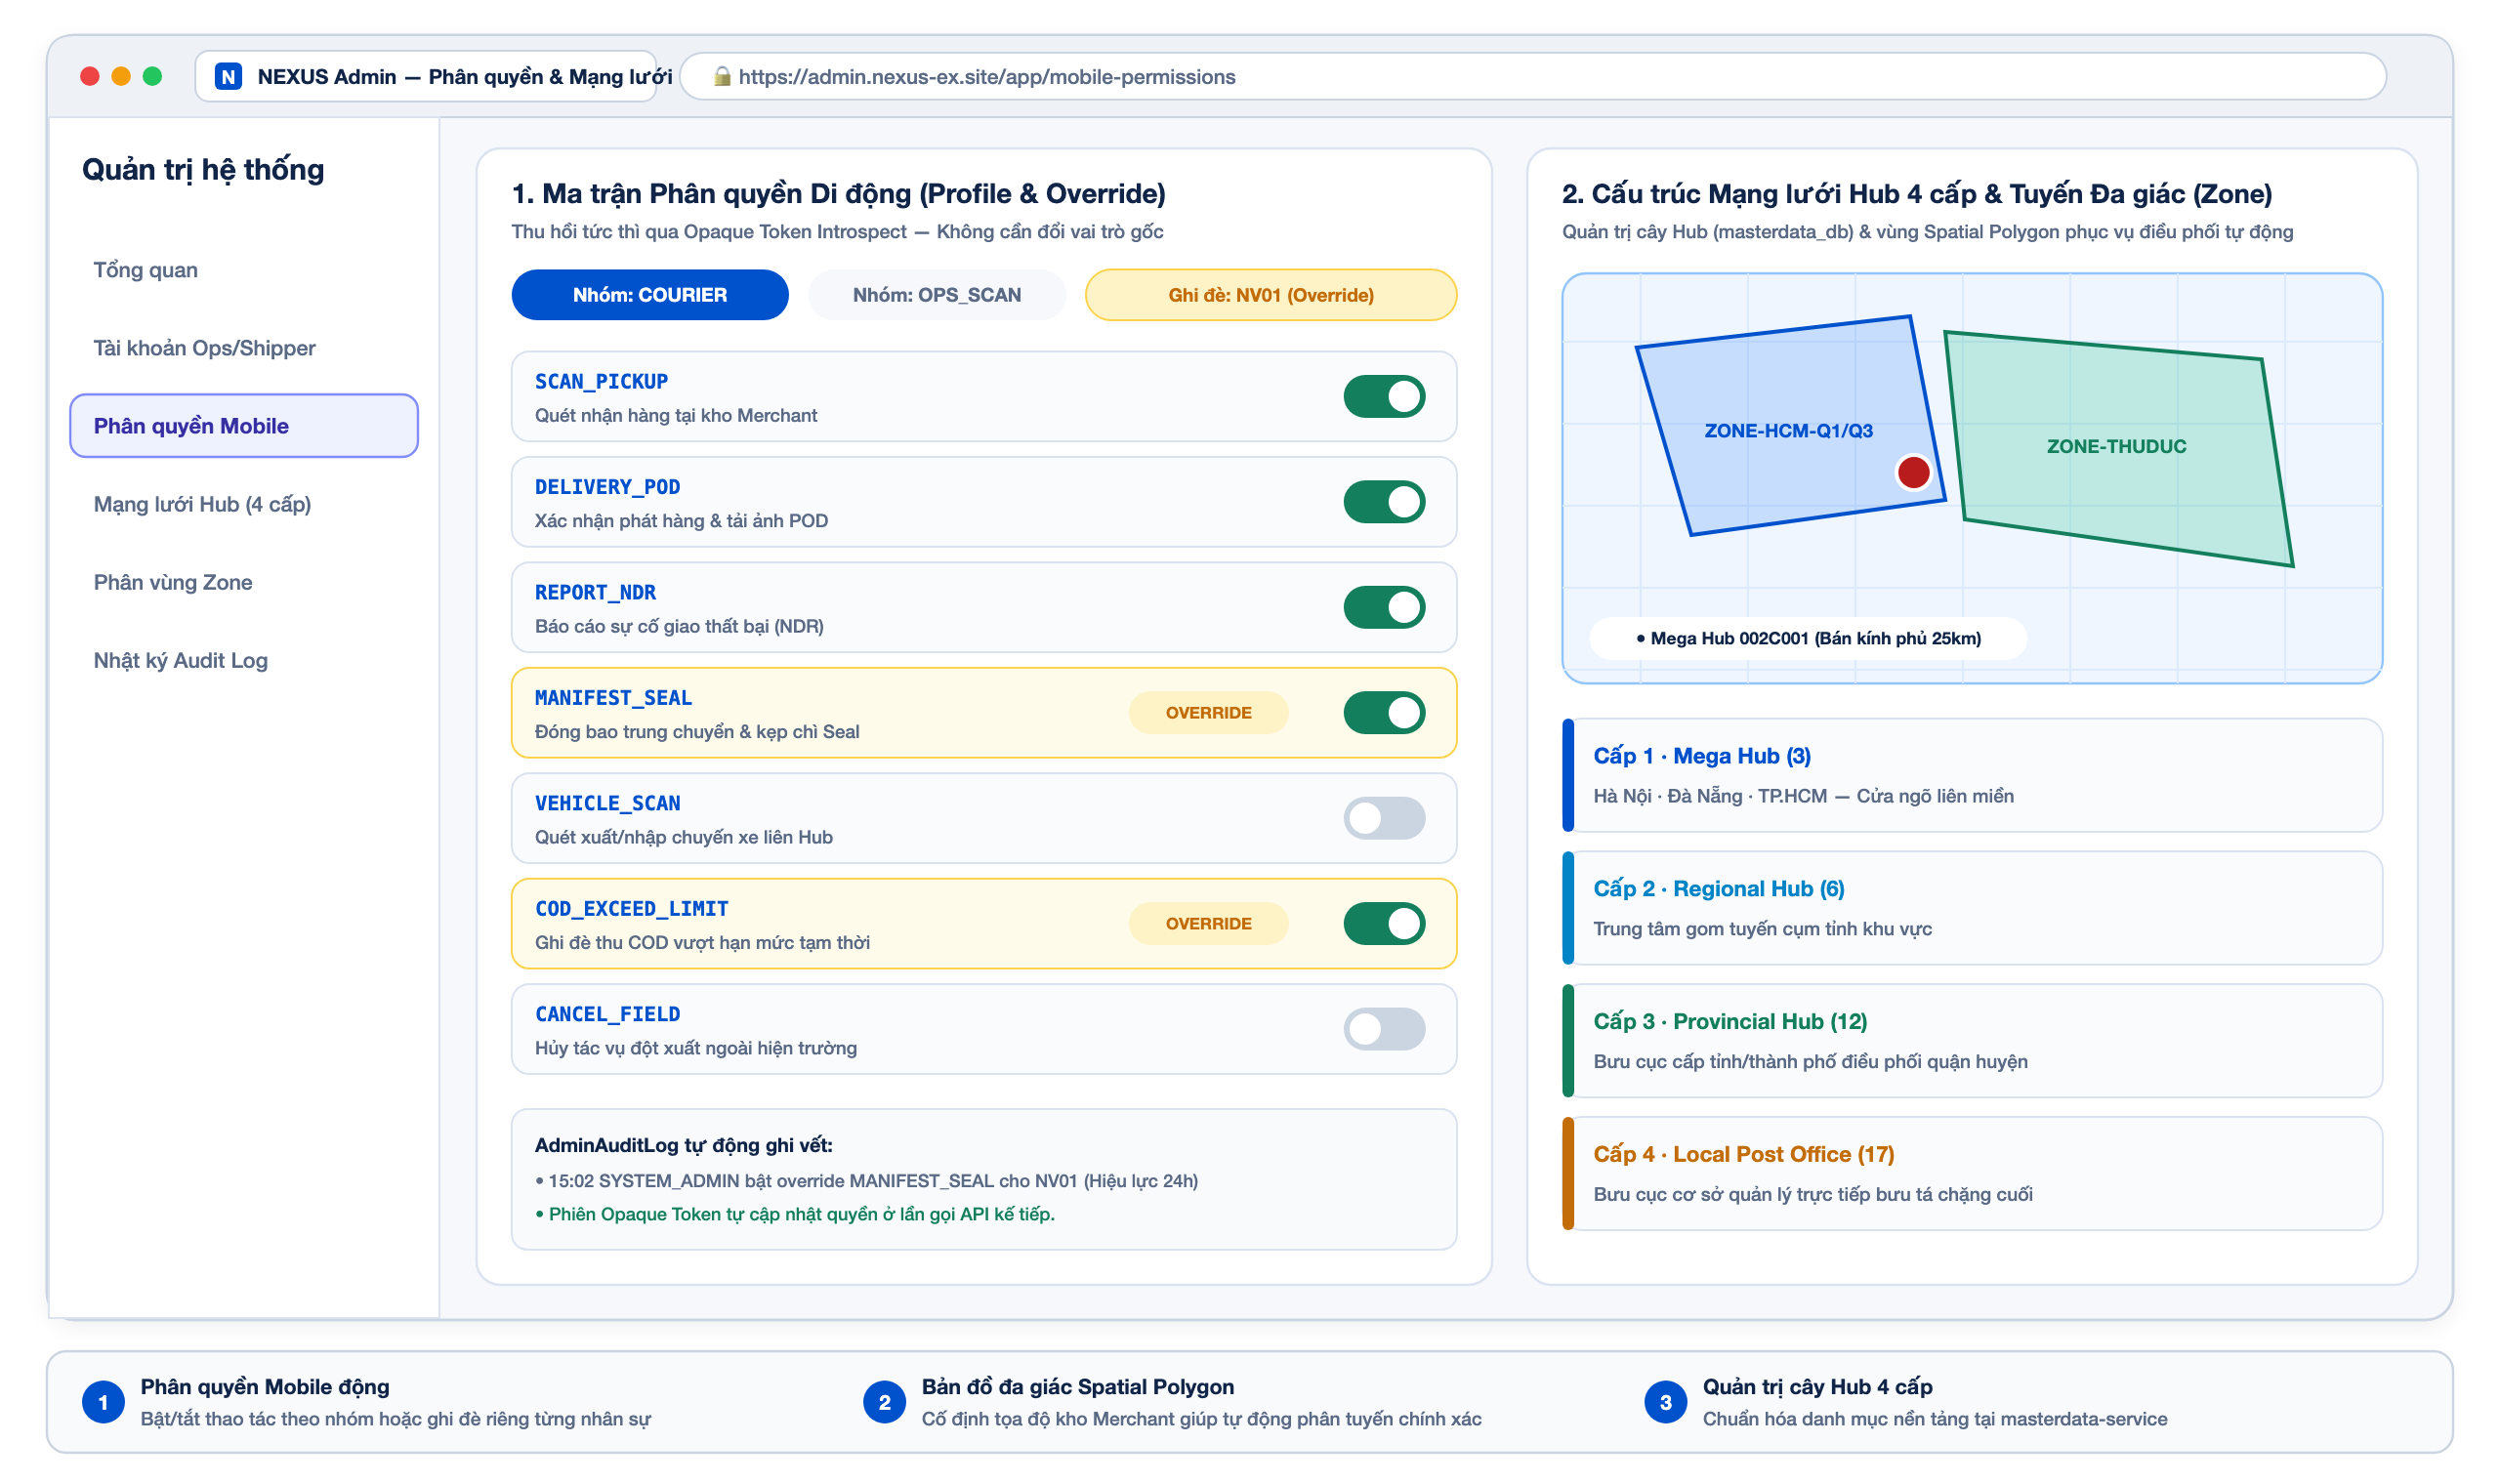 N NEXUS Admin — Phân quyền & Mạng lưới
https://admin.nexus-ex.site/app/mobile-permissions
Quản trị hệ thống
Tổng quan
Tài khoản Ops/Shipper
Phân quyền Mobile
Mạng lưới Hub (4 cấp)
Phân vùng Zone
Nhật ký Audit Log
1. Ma trận Phân quyền Di động (Profile & Override)
Thu hồi tức thì qua Opaque Token Introspect — Không cần đổi vai trò gốc
Nhóm: COURIER
Nhóm: OPS_SCAN
Ghi đè: NV01 (Override)
SCAN_PICKUP
Quét nhận hàng tại kho Merchant
DELIVERY_POD
Xác nhận phát hàng & tải ảnh POD
REPORT_NDR
Báo cáo sự cố giao thất bại (NDR)
MANIFEST_SEAL
Đóng bao trung chuyển & kẹp chì Seal
OVERRIDE
VEHICLE_SCAN
Quét xuất/nhập chuyến xe liên Hub
COD_EXCEED_LIMIT
Ghi đè thu COD vượt hạn mức tạm thời
OVERRIDE
CANCEL_FIELD
Hủy tác vụ đột xuất ngoài hiện trường
AdminAuditLog tự động ghi vết:
• 15:02 SYSTEM_ADMIN bật override MANIFEST_SEAL cho NV01 (Hiệu lực 24h)
• Phiên Opaque Token tự cập nhật quyền ở lần gọi API kế tiếp.
2. Cấu trúc Mạng lưới Hub 4 cấp & Tuyến Đa giác (Zone)
Quản trị cây Hub (masterdata_db) & vùng Spatial Polygon phục vụ điều phối tự động
ZONE-HCM-Q1/Q3
ZONE-THUDUC
• Mega Hub 002C001 (Bán kính phủ 25km)
Cấp 1 · Mega Hub (3)
Hà Nội · Đà Nẵng · TP.HCM — Cửa ngõ liên miền
Cấp 2 · Regional Hub (6)
Trung tâm gom tuyến cụm tỉnh khu vực
Cấp 3 · Provincial Hub (12)
Bưu cục cấp tỉnh/thành phố điều phối quận huyện
Cấp 4 · Local Post Office (17)
Bưu cục cơ sở quản lý trực tiếp bưu tá chặng cuối
1
Phân quyền Mobile động
Bật/tắt thao tác theo nhóm hoặc ghi đè riêng từng nhân sự
2
Bản đồ đa giác Spatial Polygon
Cố định tọa độ kho Merchant giúp tự động phân tuyến chính xác
3
Quản trị cây Hub 4 cấp
Chuẩn hóa danh mục nền tảng tại masterdata-service